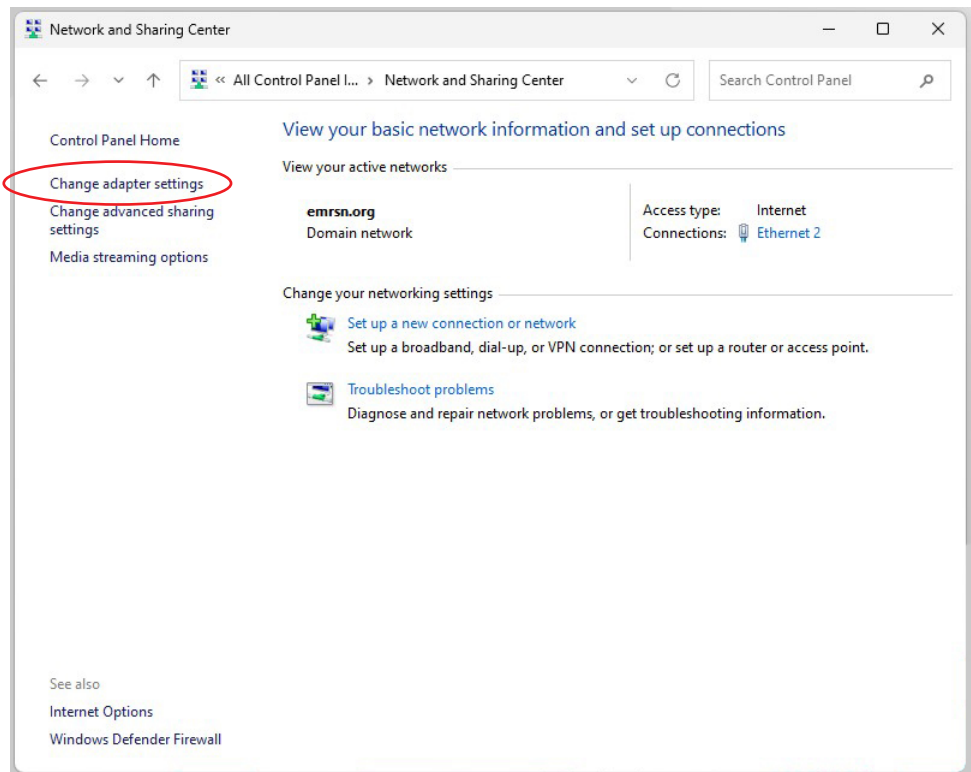 Network and Sharing Center
« All Control Panel I... > Network and Sharing Center
Search Control Panel
Control Panel Home
Change adapter settings
Change advanced sharing
settings
Media streaming options
View your basic network information and set up connections
View your active networks
emrsn.org
Domain network
Access type: Internet
Connections: Ethernet 2
Change your networking settings
Set up a new connection or network
Set up a broadband, dial-up, or VPN connection; or set up a router or access point.
Troubleshoot problems
Diagnose and repair network problems, or get troubleshooting information.
See also
Internet Options
Windows Defender Firewall